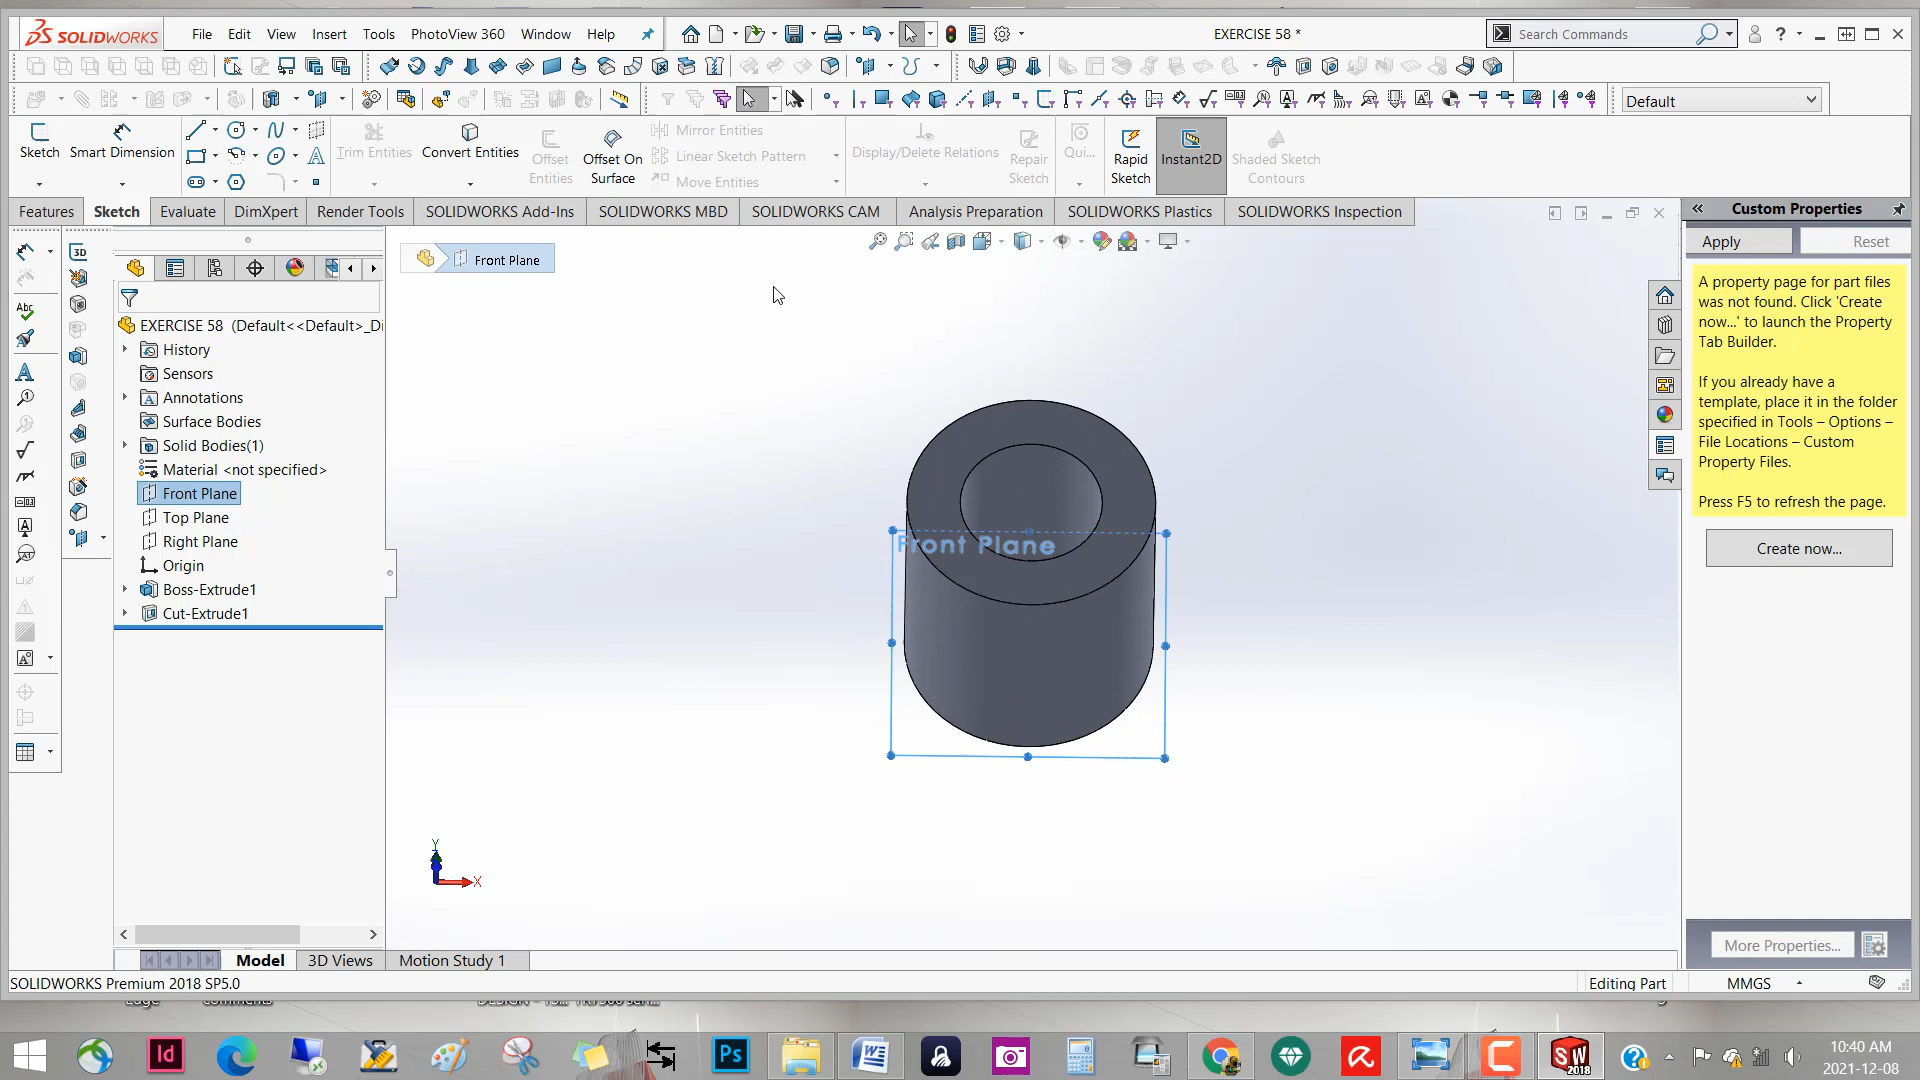 SOLIDWORKS
File
Edit
View
Insert
Tools
PhotoView 360
Window
Help
EXERCISE 58 *
Search Commands
Default
Sketch
Smart Dimension
Trim Entities
Convert Entities
Offset
Entities
Offset On
Surface
Mirror Entities
Linear Sketch Pattern
Move Entities
Display/Delete Relations
Repair
Sketch
Qui...
Rapid
Sketch
Instant2D
Shaded Sketch
Contours
Features
Sketch
Evaluate
DimXpert
Render Tools
SOLIDWORKS Add-Ins
SOLIDWORKS MBD
SOLIDWORKS CAM
Analysis Preparation
SOLIDWORKS Plastics
SOLIDWORKS Inspection
Custom Properties
Apply
Reset
A property page for part files
was not found. Click 'Create
now...' to launch the Property
Tab Builder.
If you already have a
template, place it in the folder
specified in Tools – Options –
File Locations – Custom
Property Files.
Press F5 to refresh the page.
Create now...
More Properties...
Front Plane
EXERCISE 58 (Default<<Default>_Di
History
Sensors
Annotations
Surface Bodies
Solid Bodies(1)
Material <not specified>
Front Plane
Top Plane
Right Plane
Origin
Boss-Extrude1
Cut-Extrude1
Front Plane
Y
X
Model
3D Views
Motion Study 1
SOLIDWORKS Premium 2018 SP5.0
Editing Part
MMGS
10:40 AM
2021-12-08